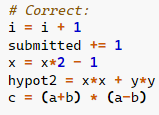 # Correct:
i = i + 1
submitted += 1
x = x*2 - 1
hypot2 = x*x + y*y
c = (a+b) * (a-b)